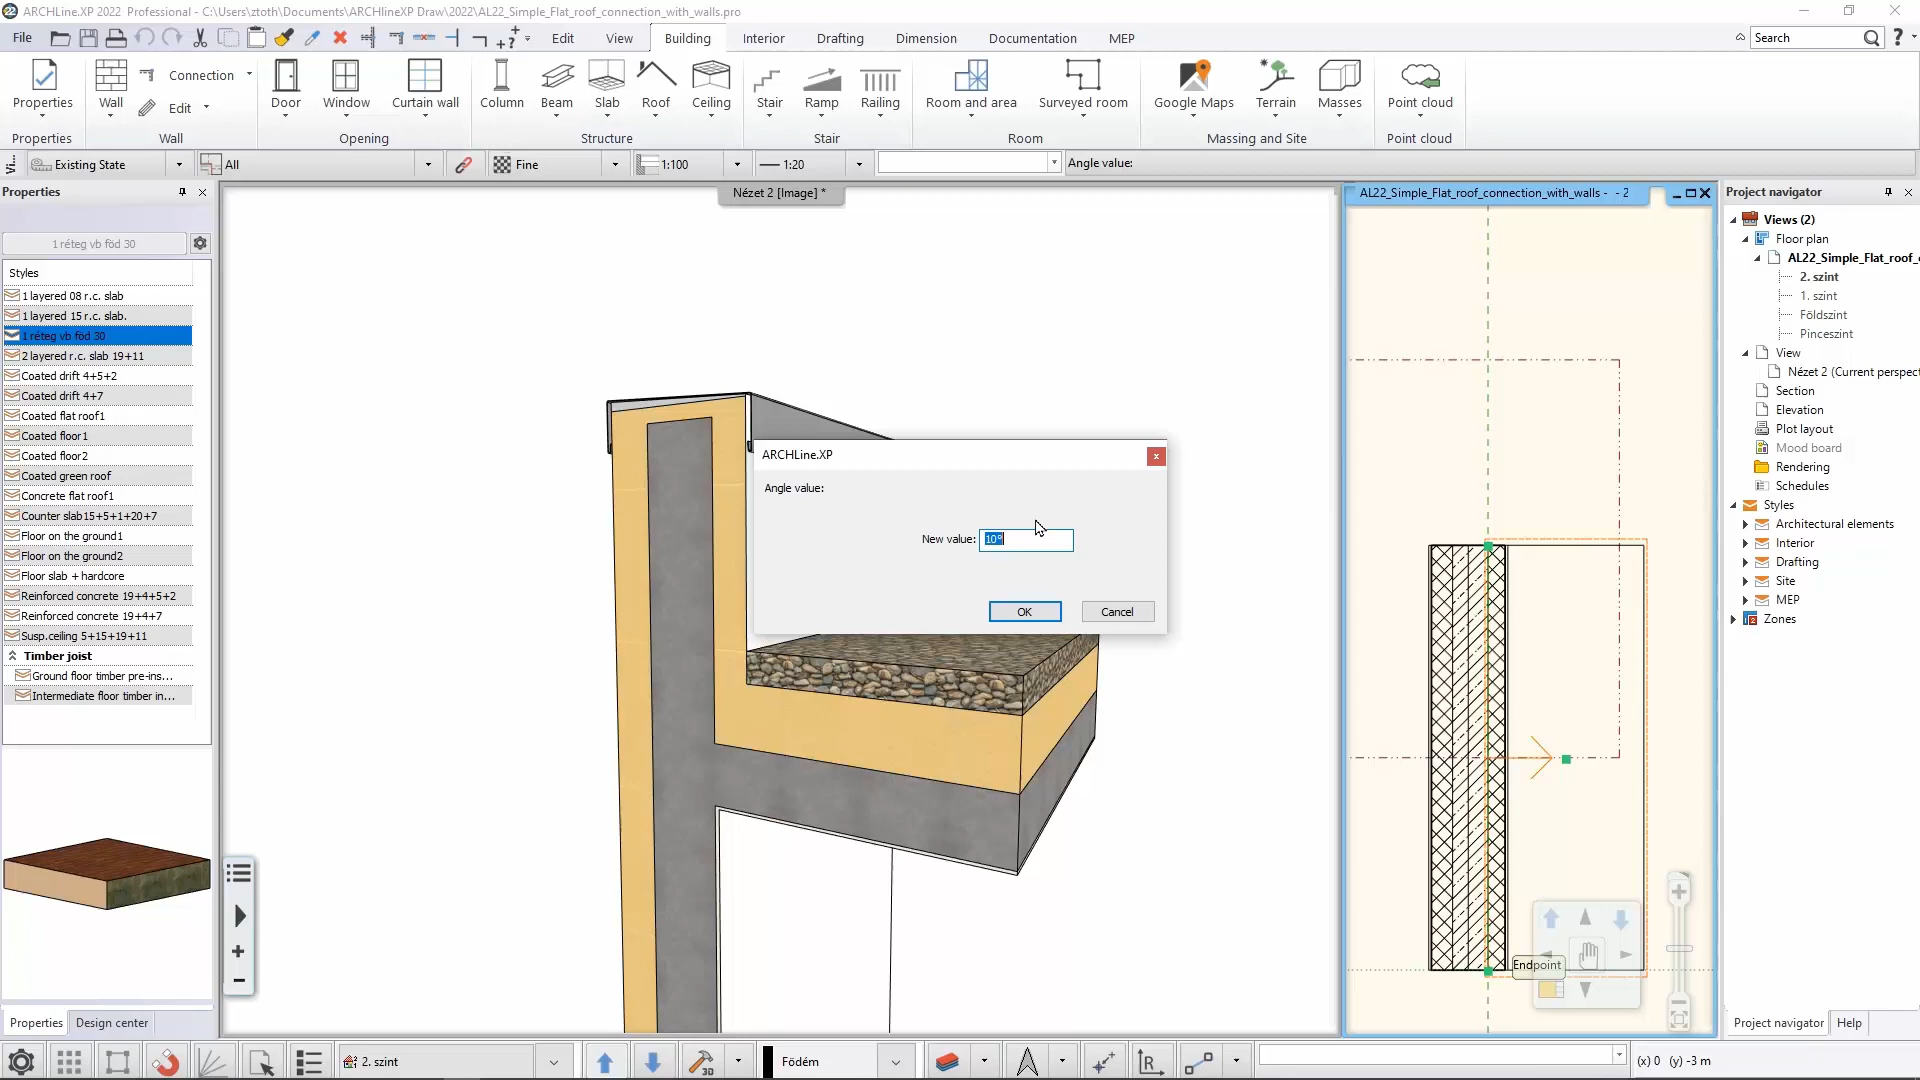 ARCHLine.XP 2022 Professional - C:\Users\ztoth\Documents\ARCHlineXP Draw\2022\AL22_Simple_Flat_roof_connection_with_walls.pro
File Edit View Building Interior Drafting Dimension Documentation MEP Search
Connection
Edit
Properties Wall Door Window Curtain wall Column Beam Slab Roof Ceiling Stair Ramp Railing Room and area Surveyed room Google Maps Terrain Masses Point cloud
Properties Wall Opening Structure Stair Room Massing and Site Point cloud
Existing State All Fine 1:100 1:20 Angle value:
Properties
1 réteg vb föd 30
Styles
1 layered 08 r.c. slab
1 layered 15 r.c. slab.
1 réteg vb föd 30
2 layered r.c. slab 19+11
Coated drift 4+5+2
Coated drift 4+7
Coated flat roof1
Coated floor1
Coated floor2
Coated green roof
Concrete flat roof1
Counter slab15+5+1+20+7
Floor on the ground1
Floor on the ground2
Floor slab + hardcore
Reinforced concrete 19+4+5+2
Reinforced concrete 19+4+7
Susp.ceiling 5+15+19+11
Timber joist
Ground floor timber pre-ins...
Intermediate floor timber in...
Properties Design center
Nézet 2 [Image] *
ARCHLine.XP
Angle value:
New value: 10°
OK Cancel
AL22_Simple_Flat_roof_connection_with_walls - - 2
Endpoint
Project navigator
Views (2)
Floor plan
AL22_Simple_Flat_roof_
2. szint
1. szint
Földszint
Pinceszint
View
Nézet 2 (Current perspect
Section
Elevation
Plot layout
Mood board
Rendering
Schedules
Styles
Architectural elements
Interior
Drafting
Site
MEP
Zones
Project navigator Help
2. szint 3D Födém R (x) 0 (y) -3 m